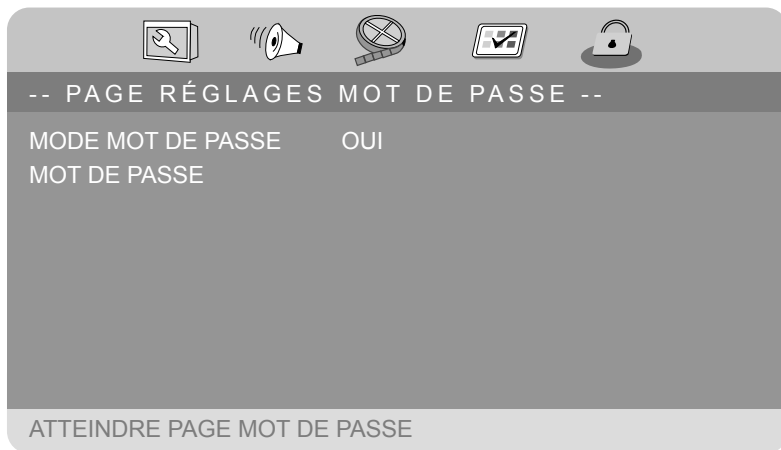 -- PAGE RÉGLAGES MOT DE PASSE --
MODE MOT DE PASSE OUI
MOT DE PASSE
ATTEINDRE PAGE MOT DE PASSE